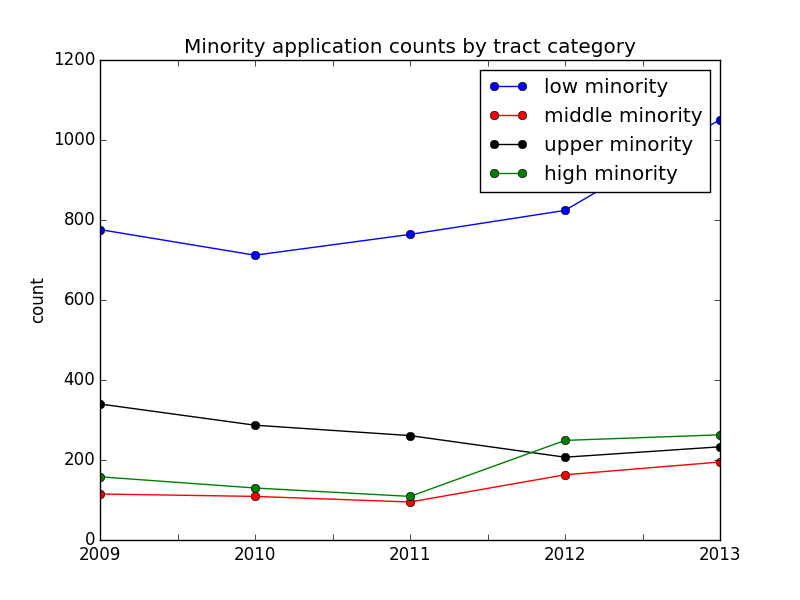 Minority application counts by tract category
1200
1000
800
600
400
200
0
count
low minority
middle minority
upper minority
high minority
2009 2010 2011 2012 2013